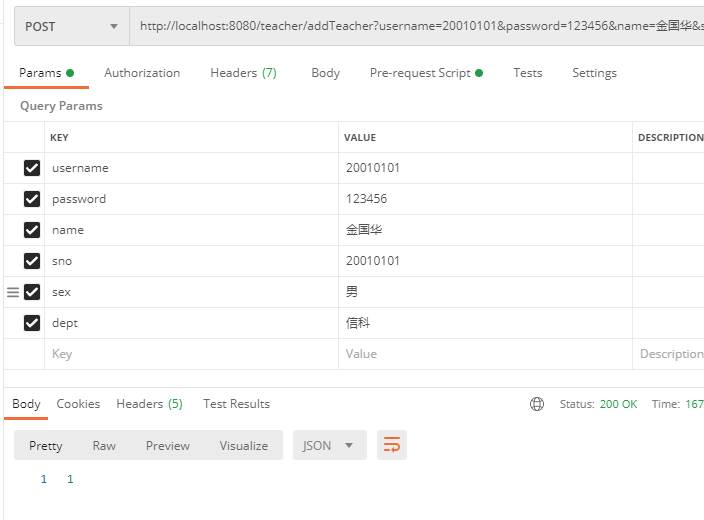 POST http://localhost:8080/teacher/addTeacher?username=20010101&password=123456&name=金国华&s
Params Authorization Headers (7) Body Pre-request Script Tests Settings
Query Params
KEY VALUE DESCRIPTION
username 20010101
password 123456
name 金国华
sno 20010101
sex 男
dept 信科
Key Value Description
Body Cookies Headers (5) Test Results Status: 200 OK Time: 167
Pretty Raw Preview Visualize JSON
1 1